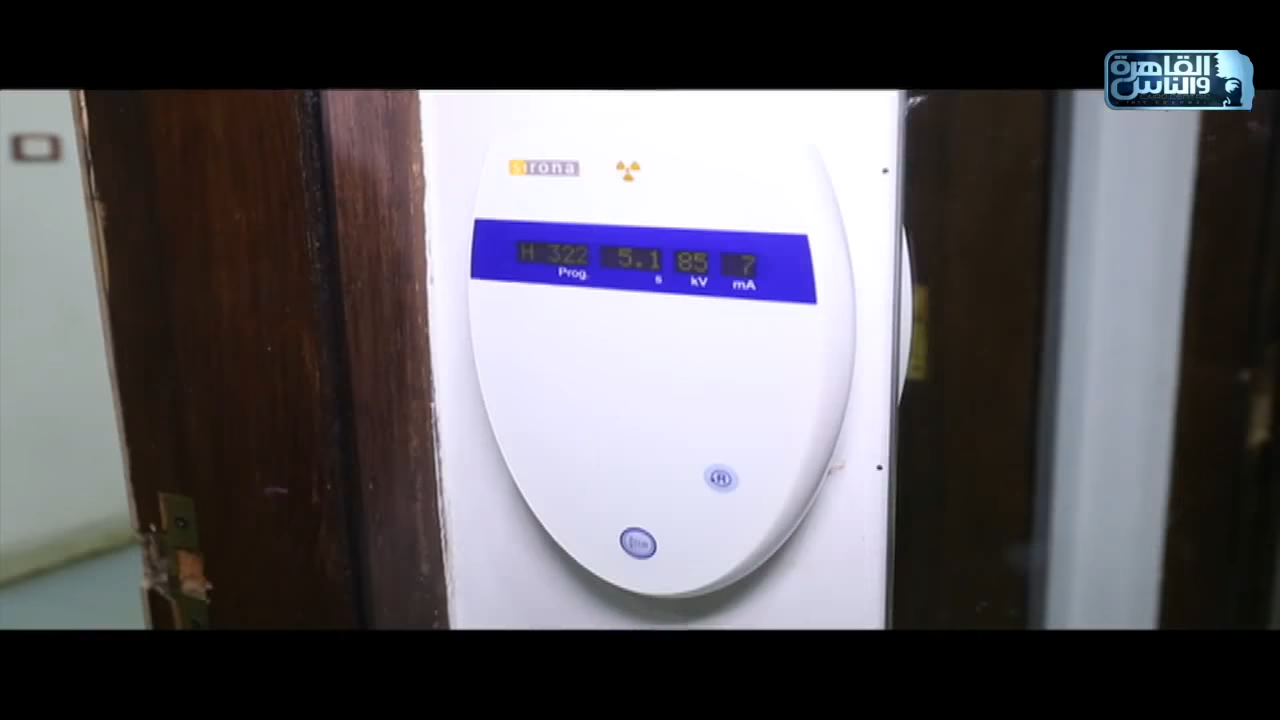 القاهرة
والناس
sirona
H 322 5.1 85 7
Prog. s kV mA
R